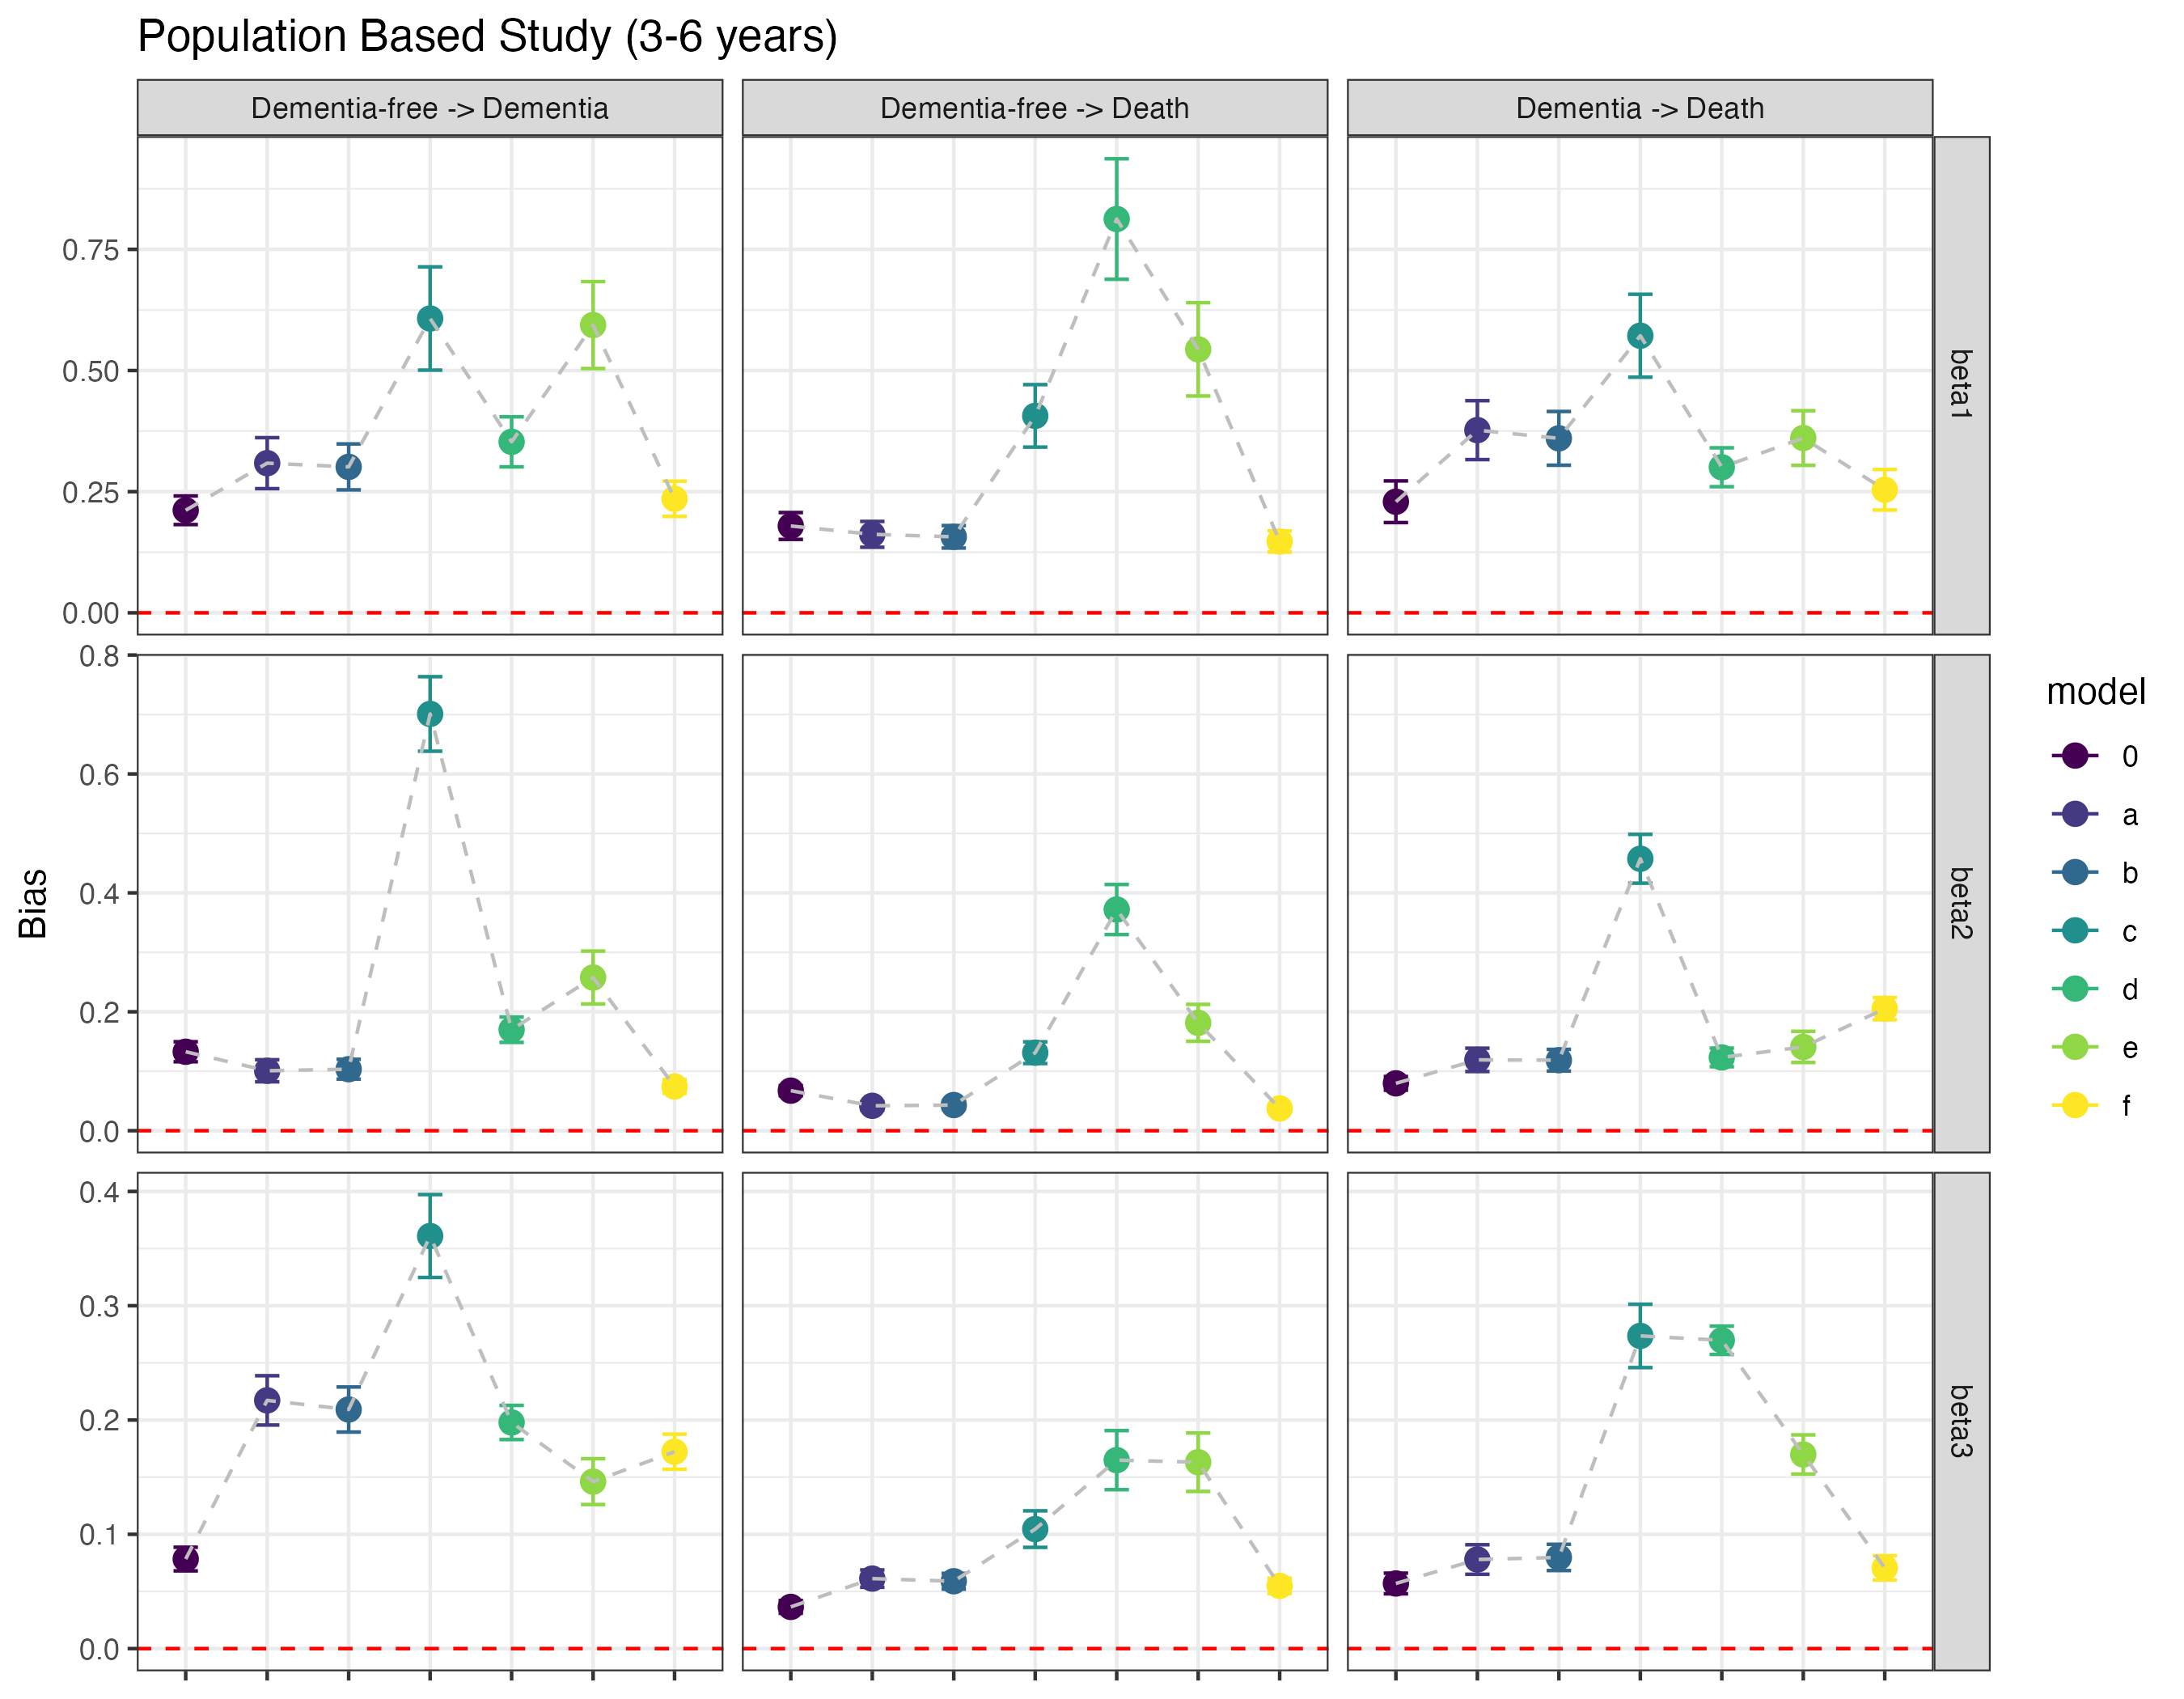 Population Based Study (3-6 years)
Dementia-free -> Dementia
Dementia-free -> Death
Dementia -> Death
0.75
0.50
0.25
0.00
beta1
0.8
0.6
0.4
0.2
0.0
beta2
0.4
0.3
0.2
0.1
0.0
beta3
Bias
model
0
a
b
c
d
e
f